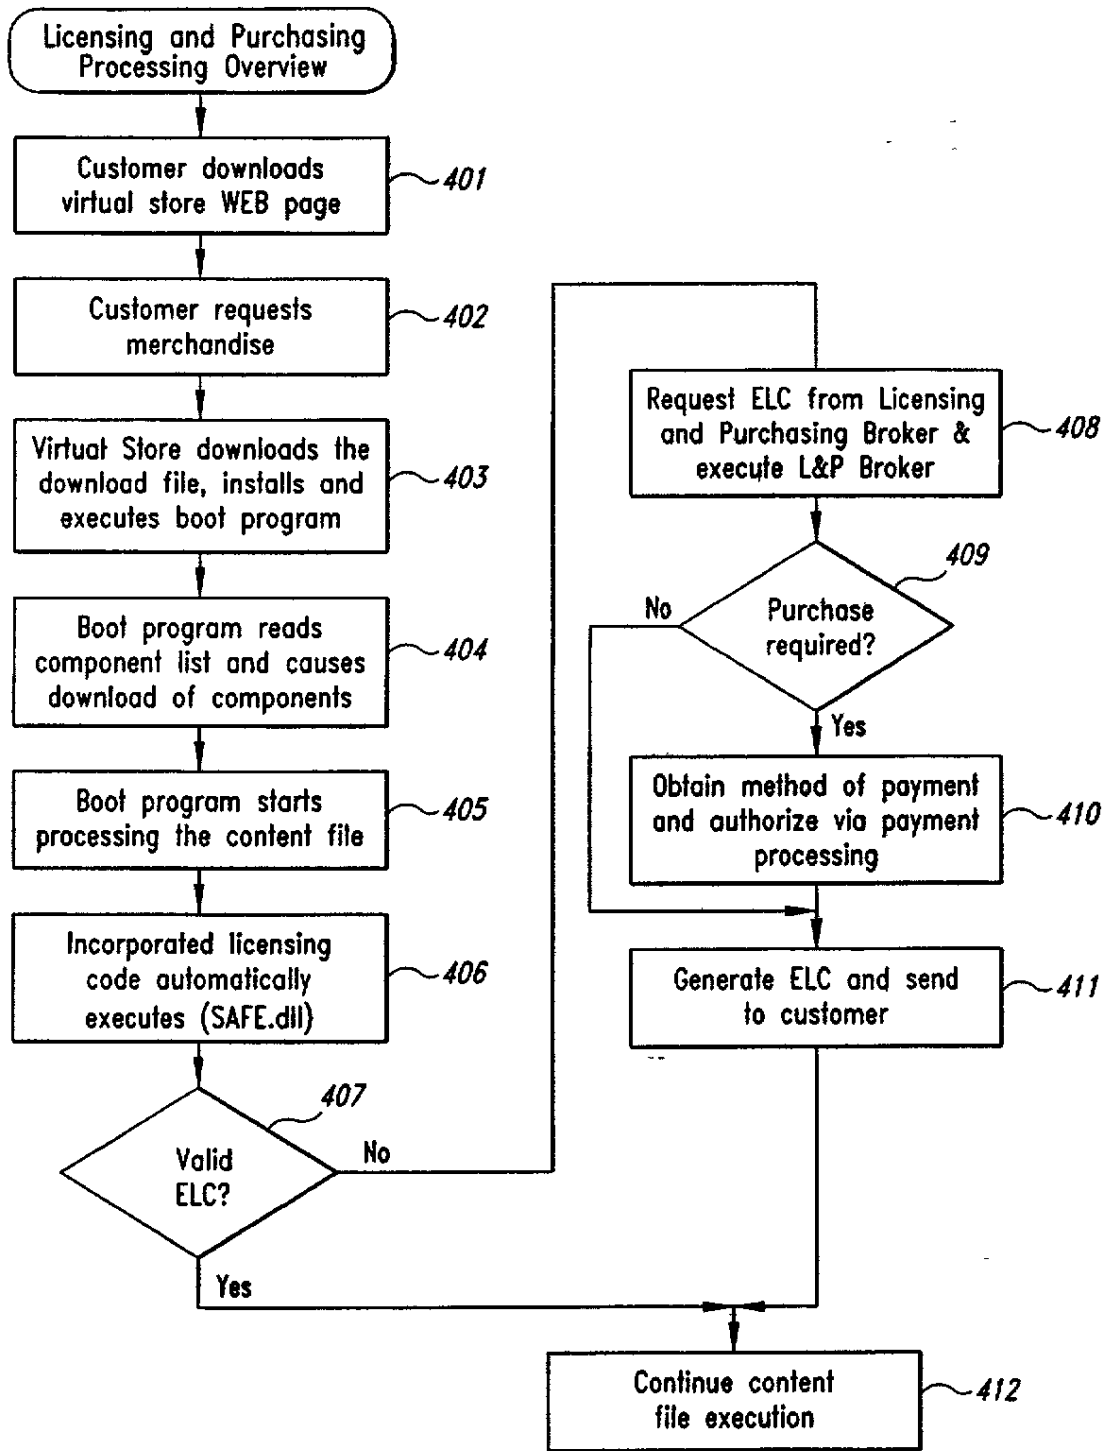 Licensing and Purchasing
Processing Overview
Customer downloads
virtual store WEB page
401
Customer requests
merchandise
402
Virtual Store downloads the
download file, installs and
executes boot program
403
Boot program reads
component list and causes
download of components
404
Boot program starts
processing the content file
405
Incorporated licensing
code automatically
executes (SAFE.dll)
406
Valid
ELC?
407
No
Yes
Request ELC from Licensing
and Purchasing Broker &
execute L&P Broker
408
Purchase
required?
409
No
Yes
Obtain method of payment
and authorize via payment
processing
410
Generate ELC and send
to customer
411
Continue content
file execution
412